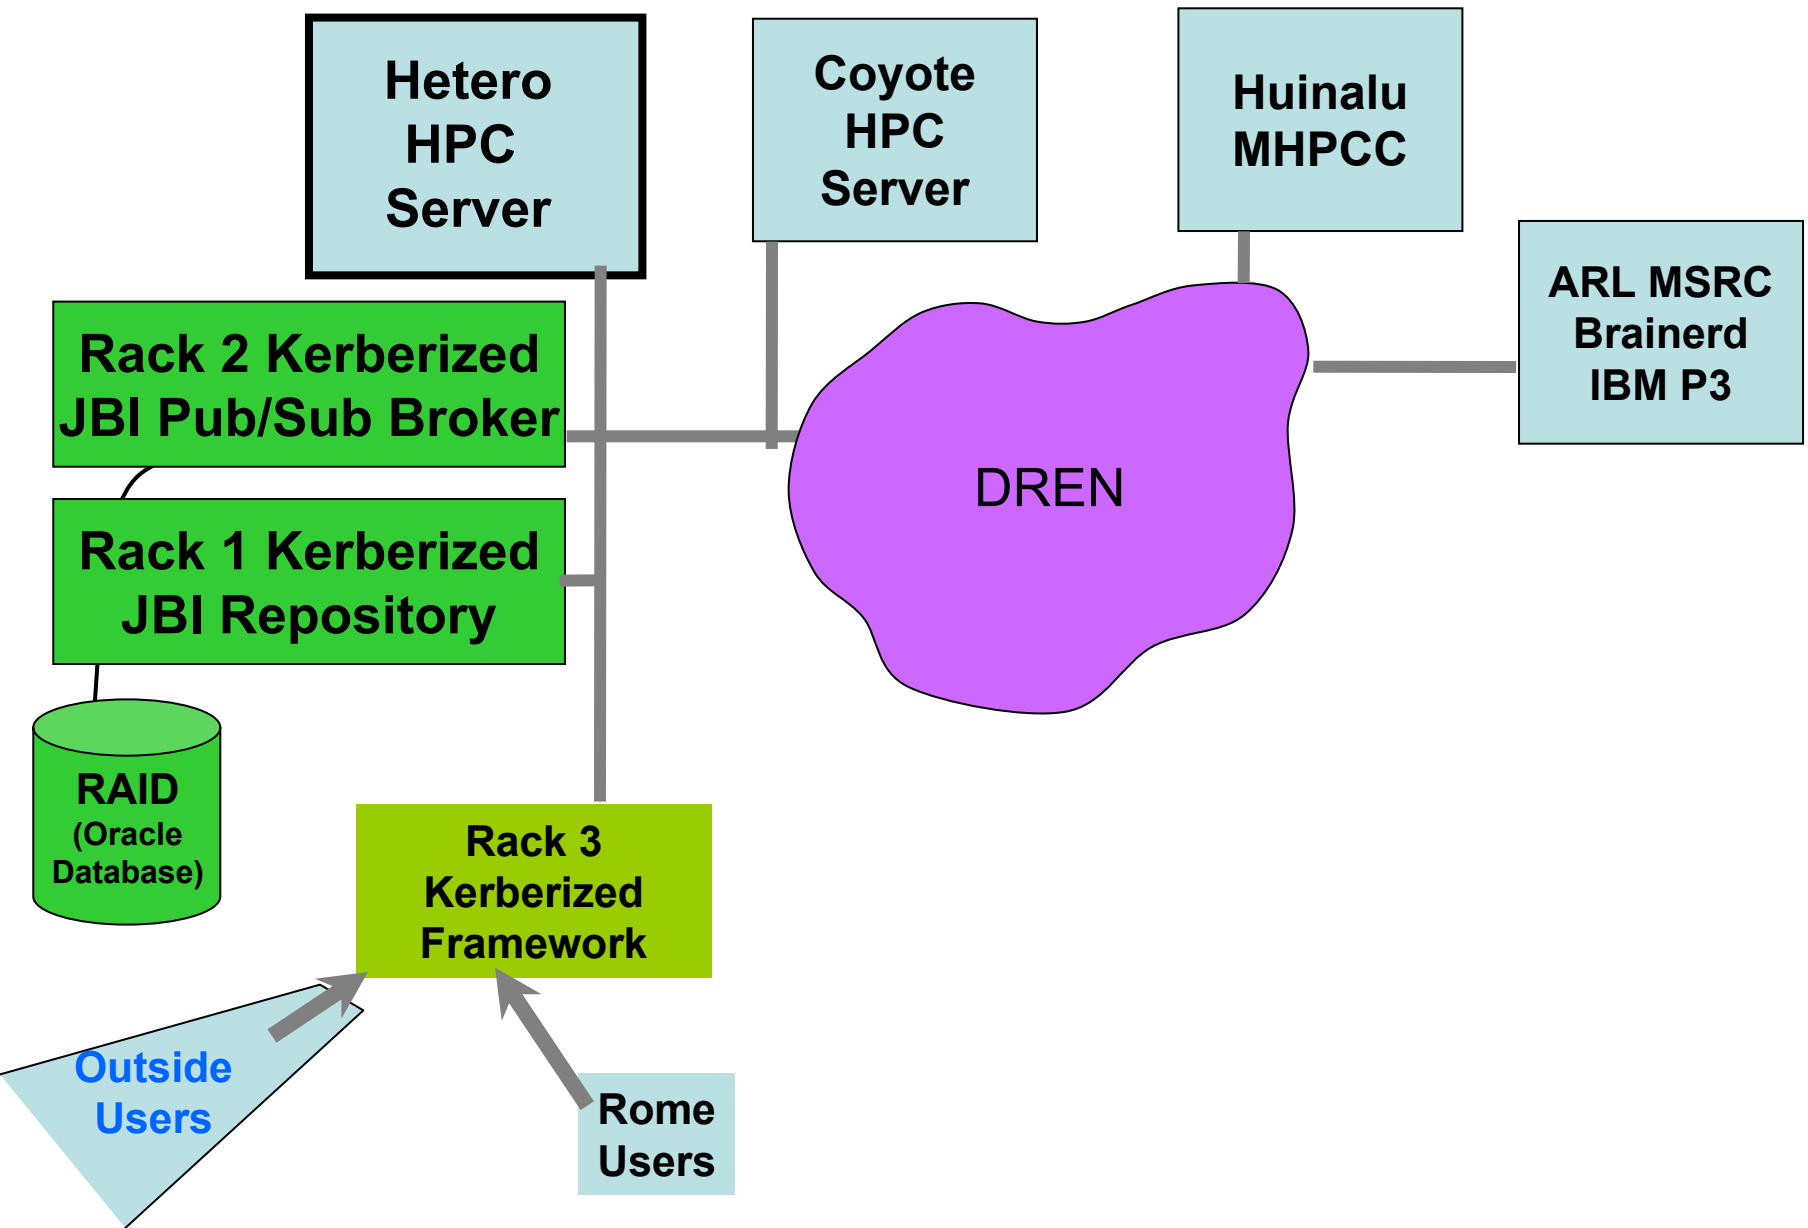 Hetero
HPC
Server
Coyote
HPC
Server
Huinalu
MHPCC
ARL MSRC
Brainerd
IBM P3
Rack 2 Kerberized
JBI Pub/Sub Broker
DREN
Rack 1 Kerberized
JBI Repository
RAID
(Oracle
Database)
Rack 3
Kerberized
Framework
Outside
Users
Rome
Users